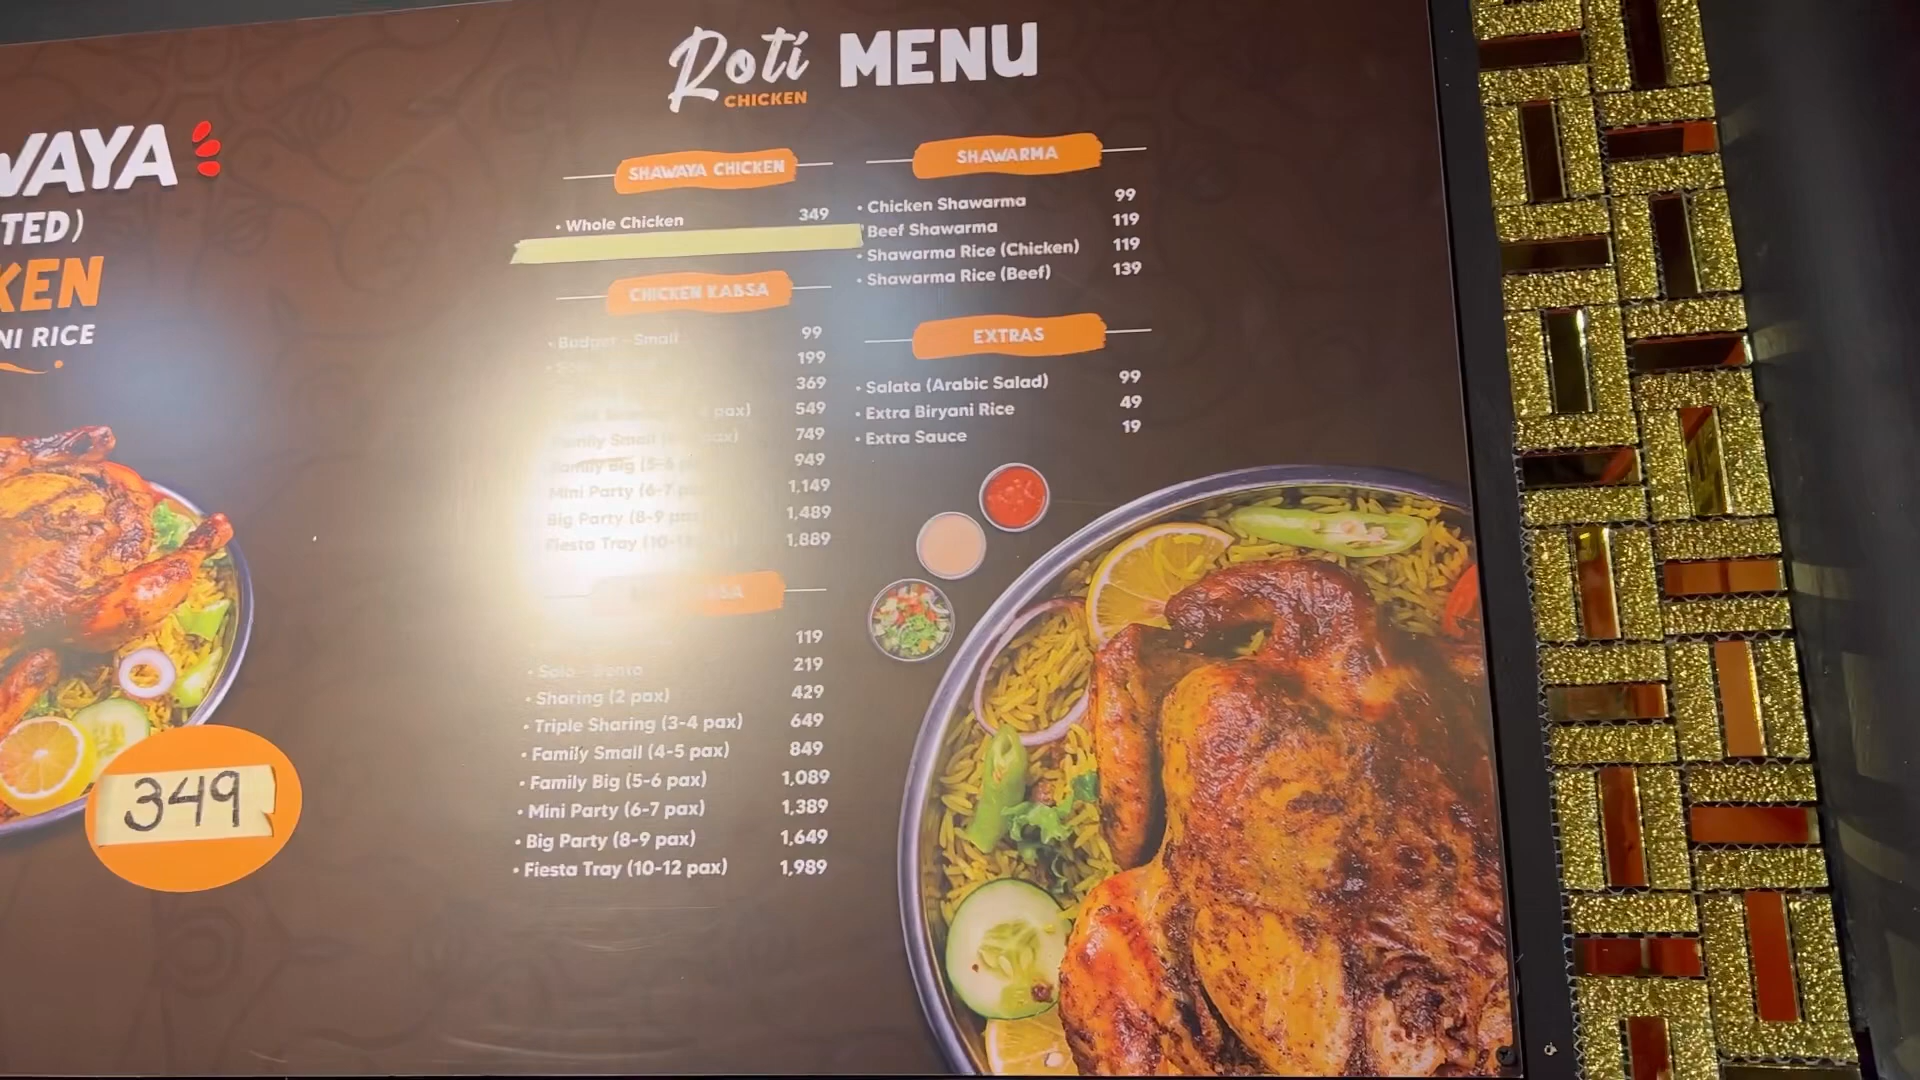 WAYA
TED)
KEN
NI RICE
349
Roti MENU
CHICKEN
SHAWAYA CHICKEN
• Whole Chicken 349
CHICKEN KABSA
• Budget - Small 99
199
369
pax) 549
Family Small 749
Family Big (5-6 949
Mini Party (6-7 1,149
Big Party (8-9 pax 1,489
Fiesta Tray (10-12 1,889
119
• Solo 219
• Sharing (2 pax) 429
• Triple Sharing (3-4 pax) 649
• Family Small (4-5 pax) 849
• Family Big (5-6 pax) 1,089
• Mini Party (6-7 pax) 1,389
• Big Party (8-9 pax) 1,649
• Fiesta Tray (10-12 pax) 1,989
SHAWARMA
• Chicken Shawarma 99
Beef Shawarma 119
• Shawarma Rice (Chicken) 119
• Shawarma Rice (Beef) 139
EXTRAS
• Salata (Arabic Salad) 99
• Extra Biryani Rice 49
• Extra Sauce 19